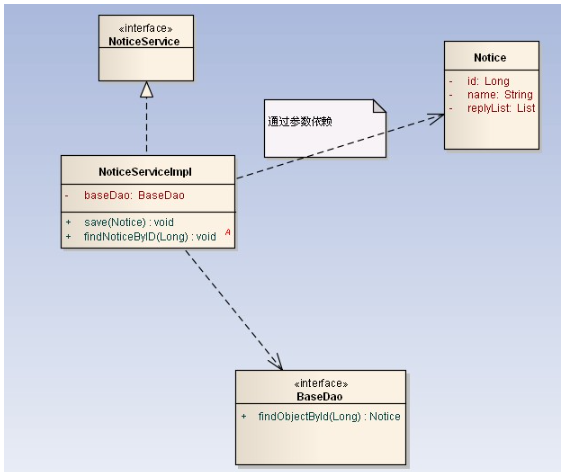 «interface»
NoticeService
Notice
- id: Long
- name: String
- replyList: List
通过参数依赖
NoticeServiceImpl
- baseDao: BaseDao
+ save(Notice) : void
+ findNoticeByID(Long) : void
A
«interface»
BaseDao
+ findObjectById(Long) : Notice